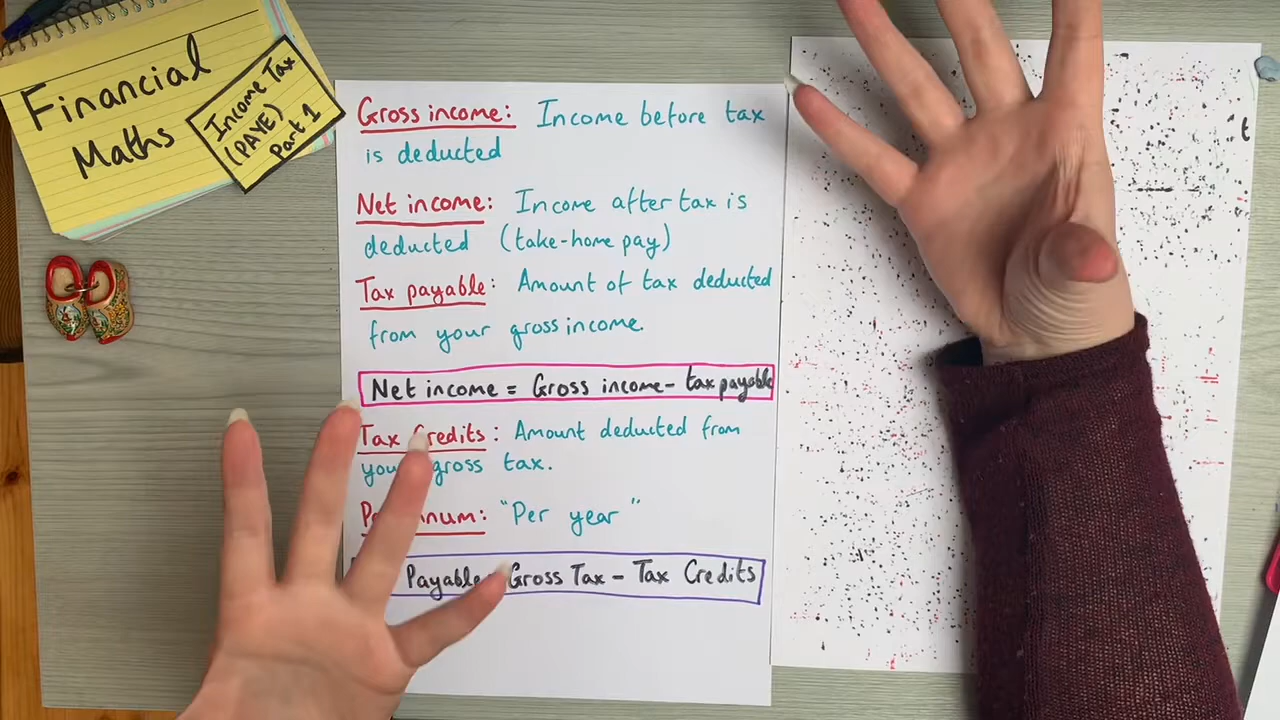 Financial
Maths
Income Tax
(PAYE)
Part 1
Gross income: Income before tax
is deducted
Net income: Income after tax is
deducted (take-home pay)
Tax payable: Amount of tax deducted
from your gross income.
Net income = Gross income - tax payable
Tax Credits: Amount deducted from
your gross tax.
"Per year"
Payable Gross Tax - Tax Credits
t